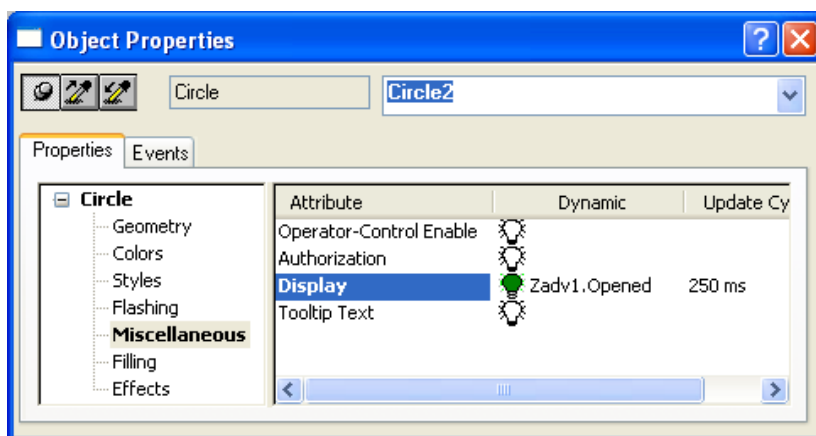 Object Properties
Circle Circle2
Properties Events
Circle
Geometry
Colors
Styles
Flashing
Miscellaneous
Filling
Effects
Attribute Dynamic Update Cy
Operator-Control Enable
Authorization
Display Zadv1.Opened 250 ms
Tooltip Text